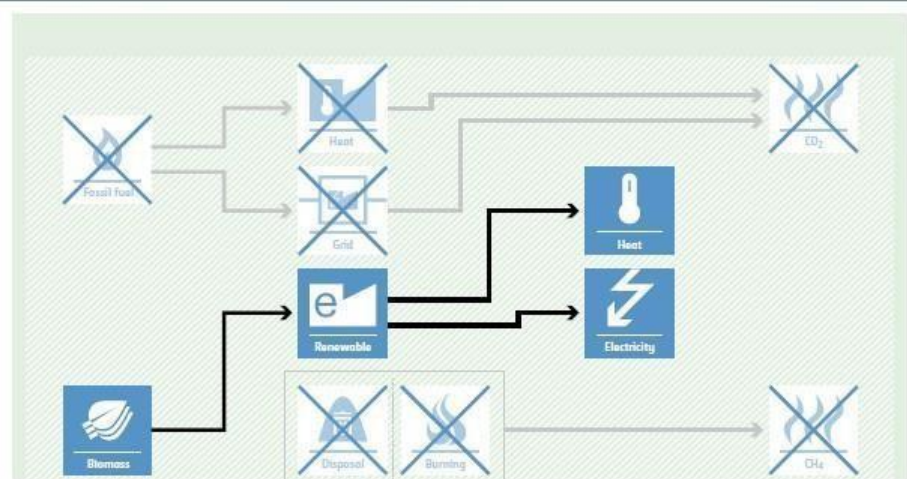 Heat
CO₂
Fossil fuel
Grid
Heat
e
Renewable
Electricity
Biomass
Disposal
Burning
CH₄